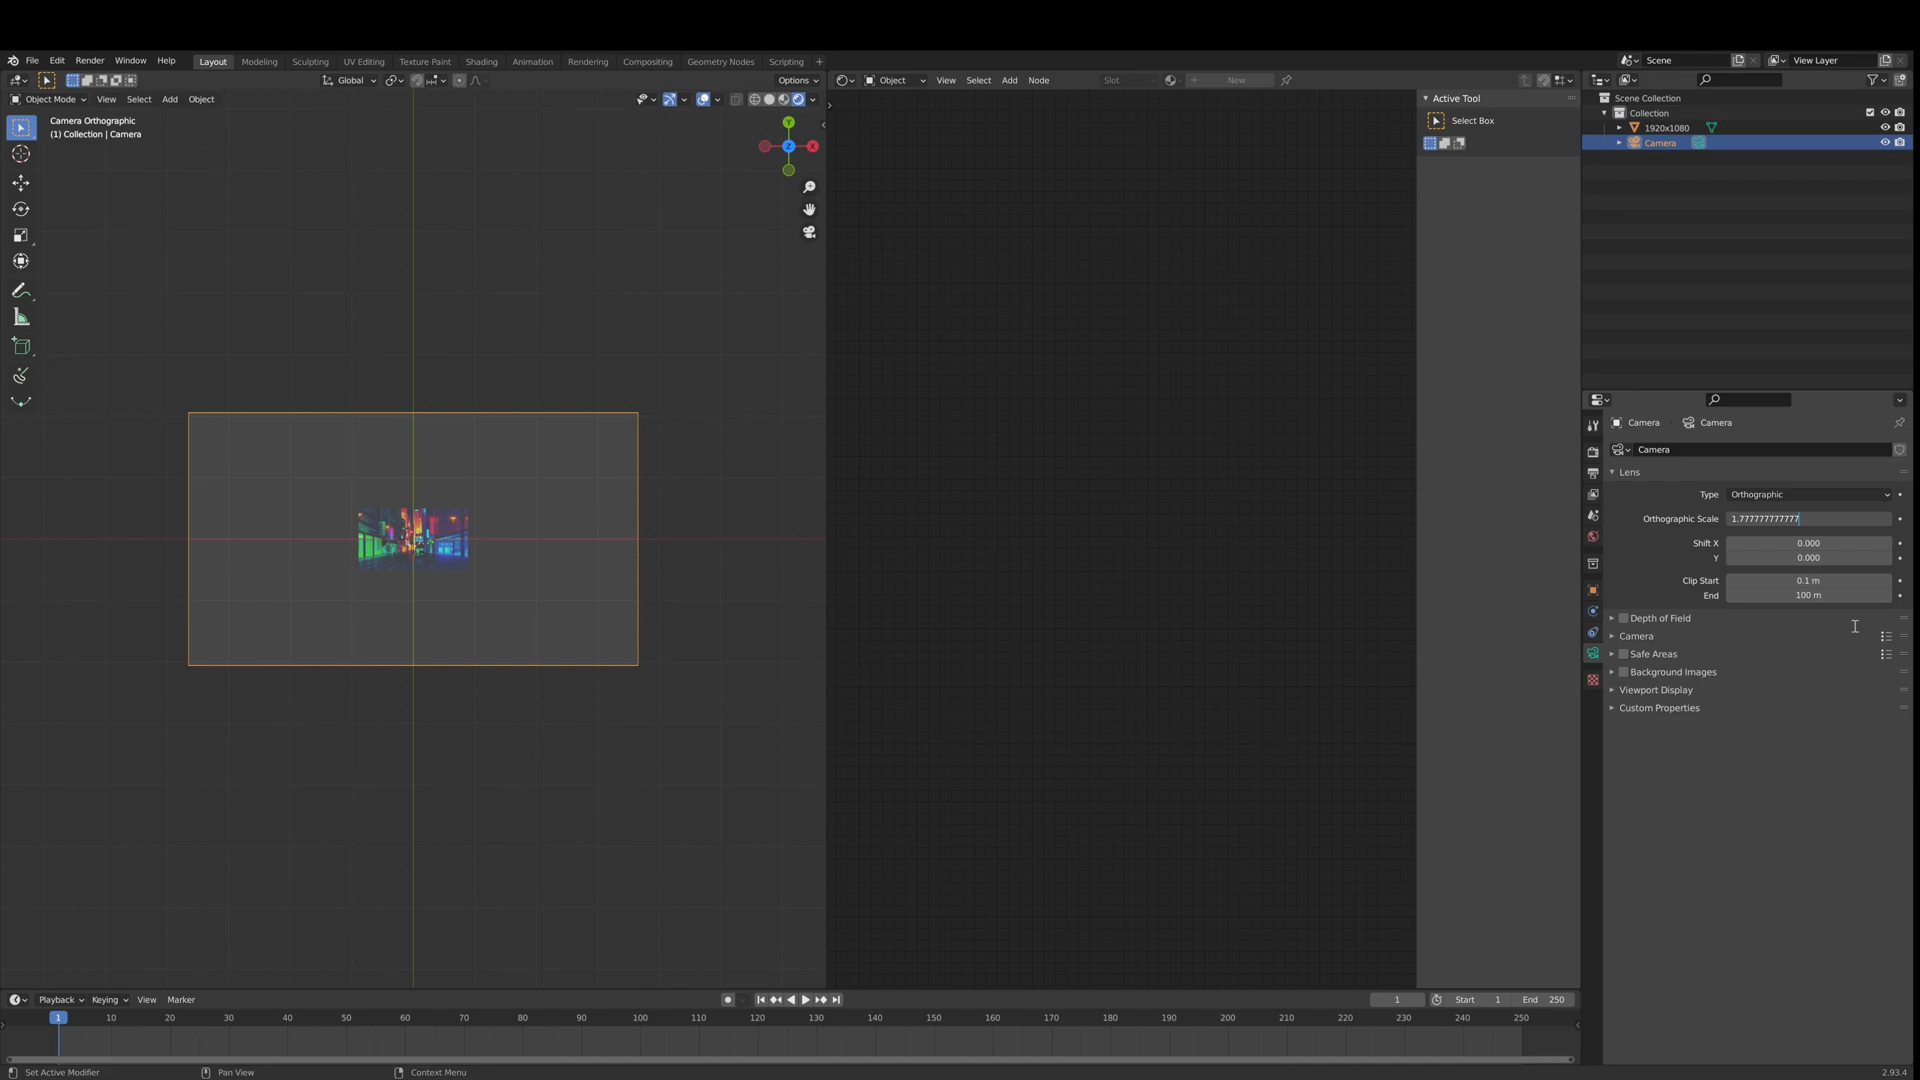 File Edit Render Window Help Layout Modeling Sculpting UV Editing Texture Paint Shading Animation Rendering Compositing Geometry Nodes Scripting + Scene View Layer
Global Options Object View Select Add Node Slot New
Object Mode View Select Add Object
Camera Orthographic
(1) Collection | Camera
Y
Z
X
Active Tool
Select Box
Scene Collection
Collection
1920x1080
Camera
Camera Camera
Camera
Lens
Type Orthographic
Orthographic Scale 1.777777777777
Shift X 0.000
Y 0.000
Clip Start 0.1 m
End 100 m
Depth of Field
Camera
Safe Areas
Background Images
Viewport Display
Custom Properties
Playback Keying View Marker 1 Start 1 End 250
1 10 20 30 40 50 60 70 80 90 100 110 120 130 140 150 160 170 180 190 200 210 220 230 240 250
Set Active Modifier Pan View Context Menu 2.93.4